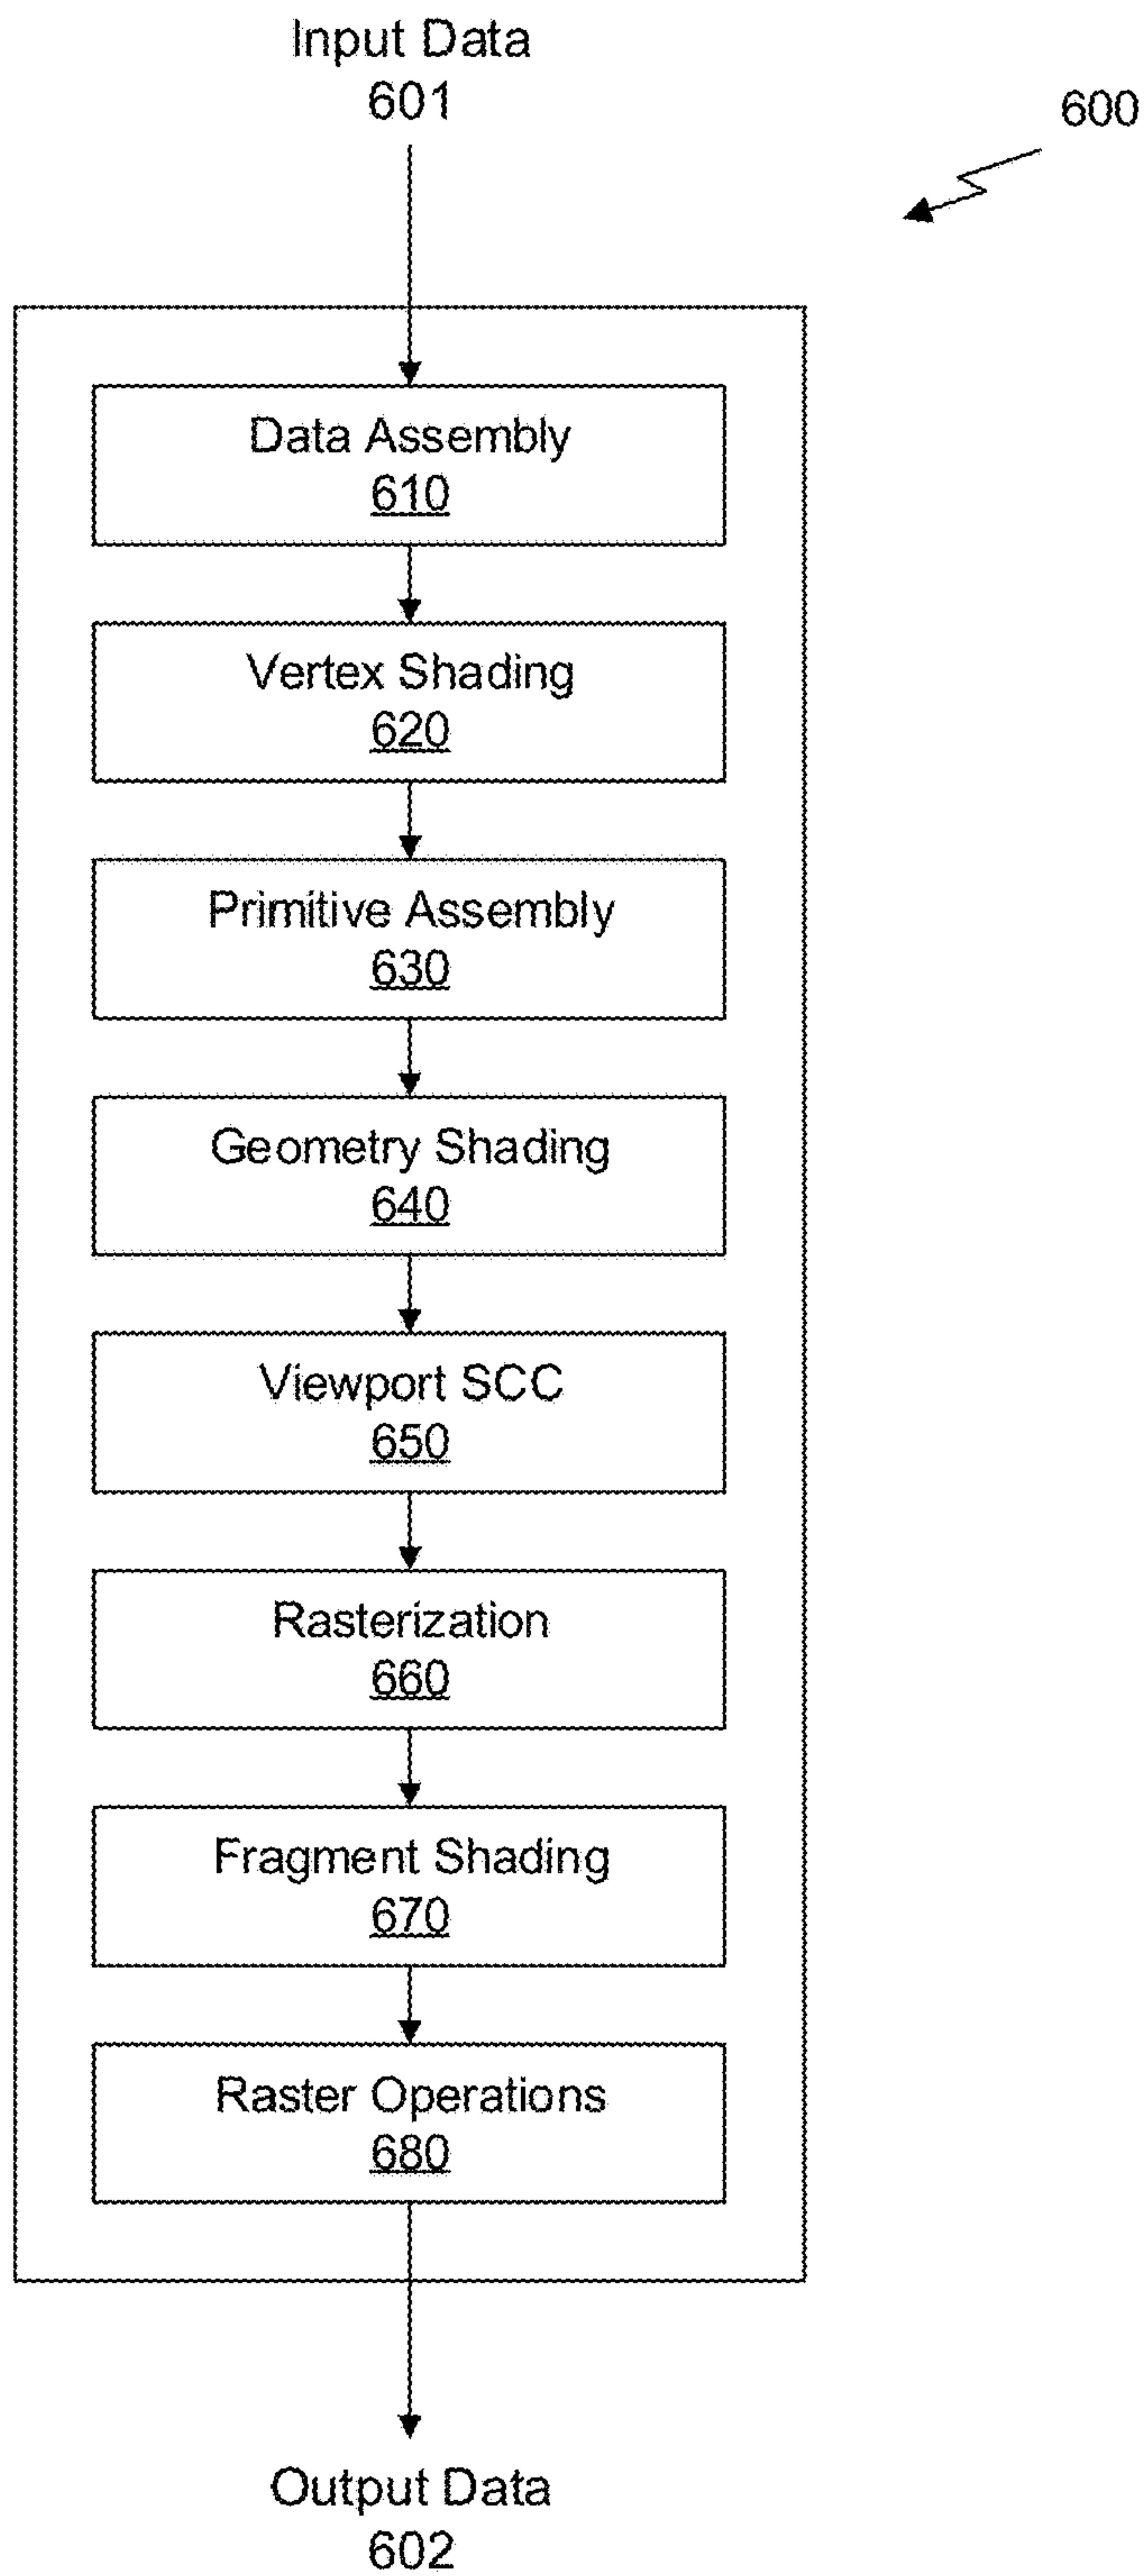 Input Data
601
600
Data Assembly
610
Vertex Shading
620
Primitive Assembly
630
Geometry Shading
640
Viewport SCC
650
Rasterization
660
Fragment Shading
670
Raster Operations
680
Output Data
602